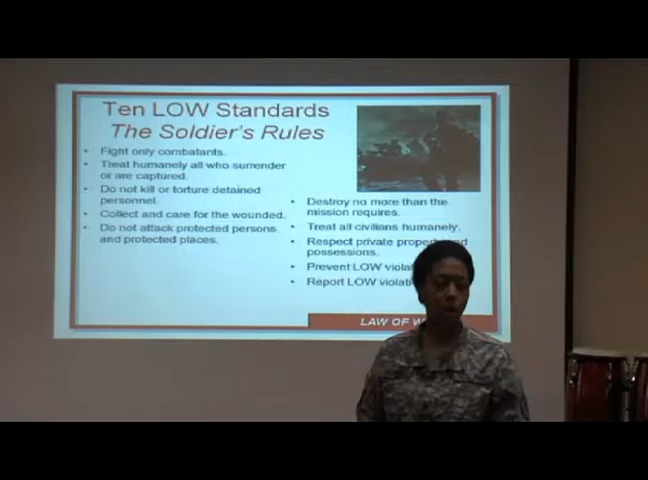 Ten LOW Standards
The Soldier's Rules
• Fight only combatants.
• Treat humanely all who surrender
or are captured.
• Do not kill or torture detained
personnel.
• Collect and care for the wounded.
• Do not attack protected persons
and protected places.
• Destroy no more than the
mission requires.
• Treat all civilians humanely.
• Respect private property and
possessions.
• Prevent LOW
• Report LOW
LAW OF